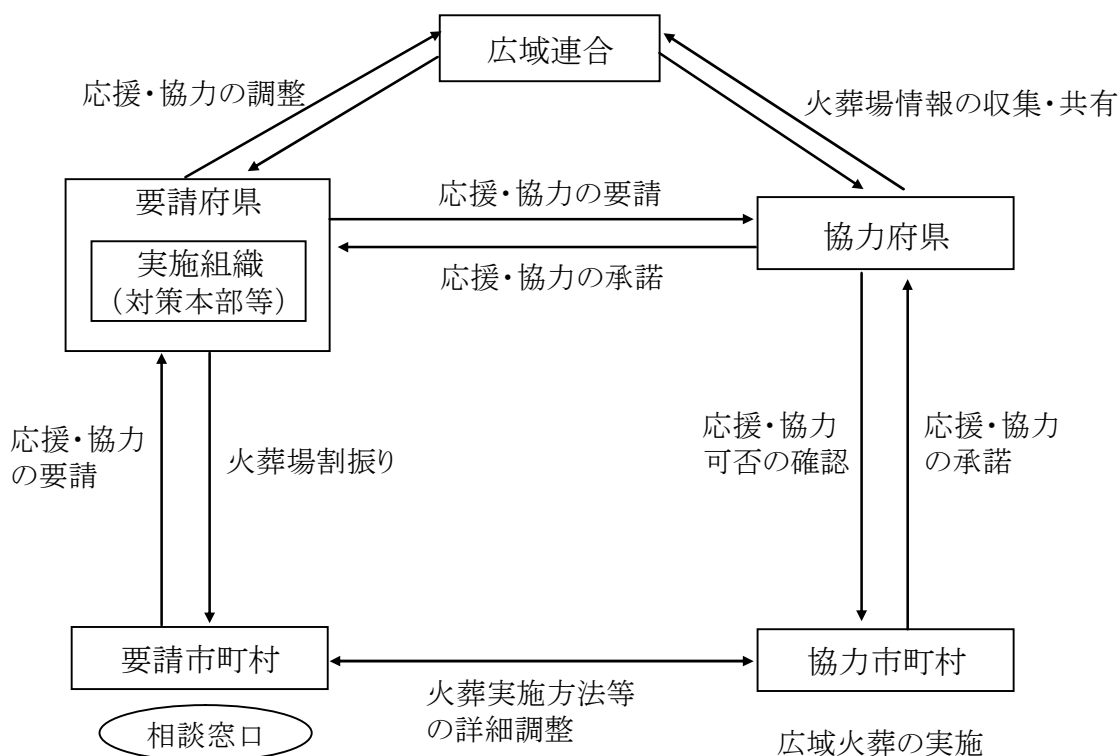 広域連合
応援・協力の調整
火葬場情報の収集・共有
要請府県
実施組織
（対策本部等）
応援・協力の要請
応援・協力の承諾
協力府県
応援・協力
の要請
火葬場割振り
応援・協力
可否の確認
応援・協力
の承諾
要請市町村
協力市町村
火葬実施方法等
の詳細調整
相談窓口
広域火葬の実施